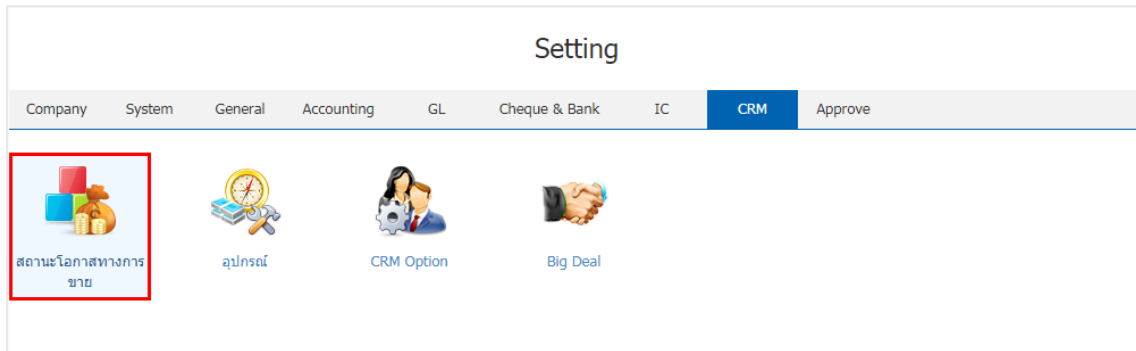 Setting
Company System General Accounting GL Cheque & Bank IC CRM Approve
สถานะโอกาสทางการ
ขาย
อุปกรณ์
CRM Option
Big Deal